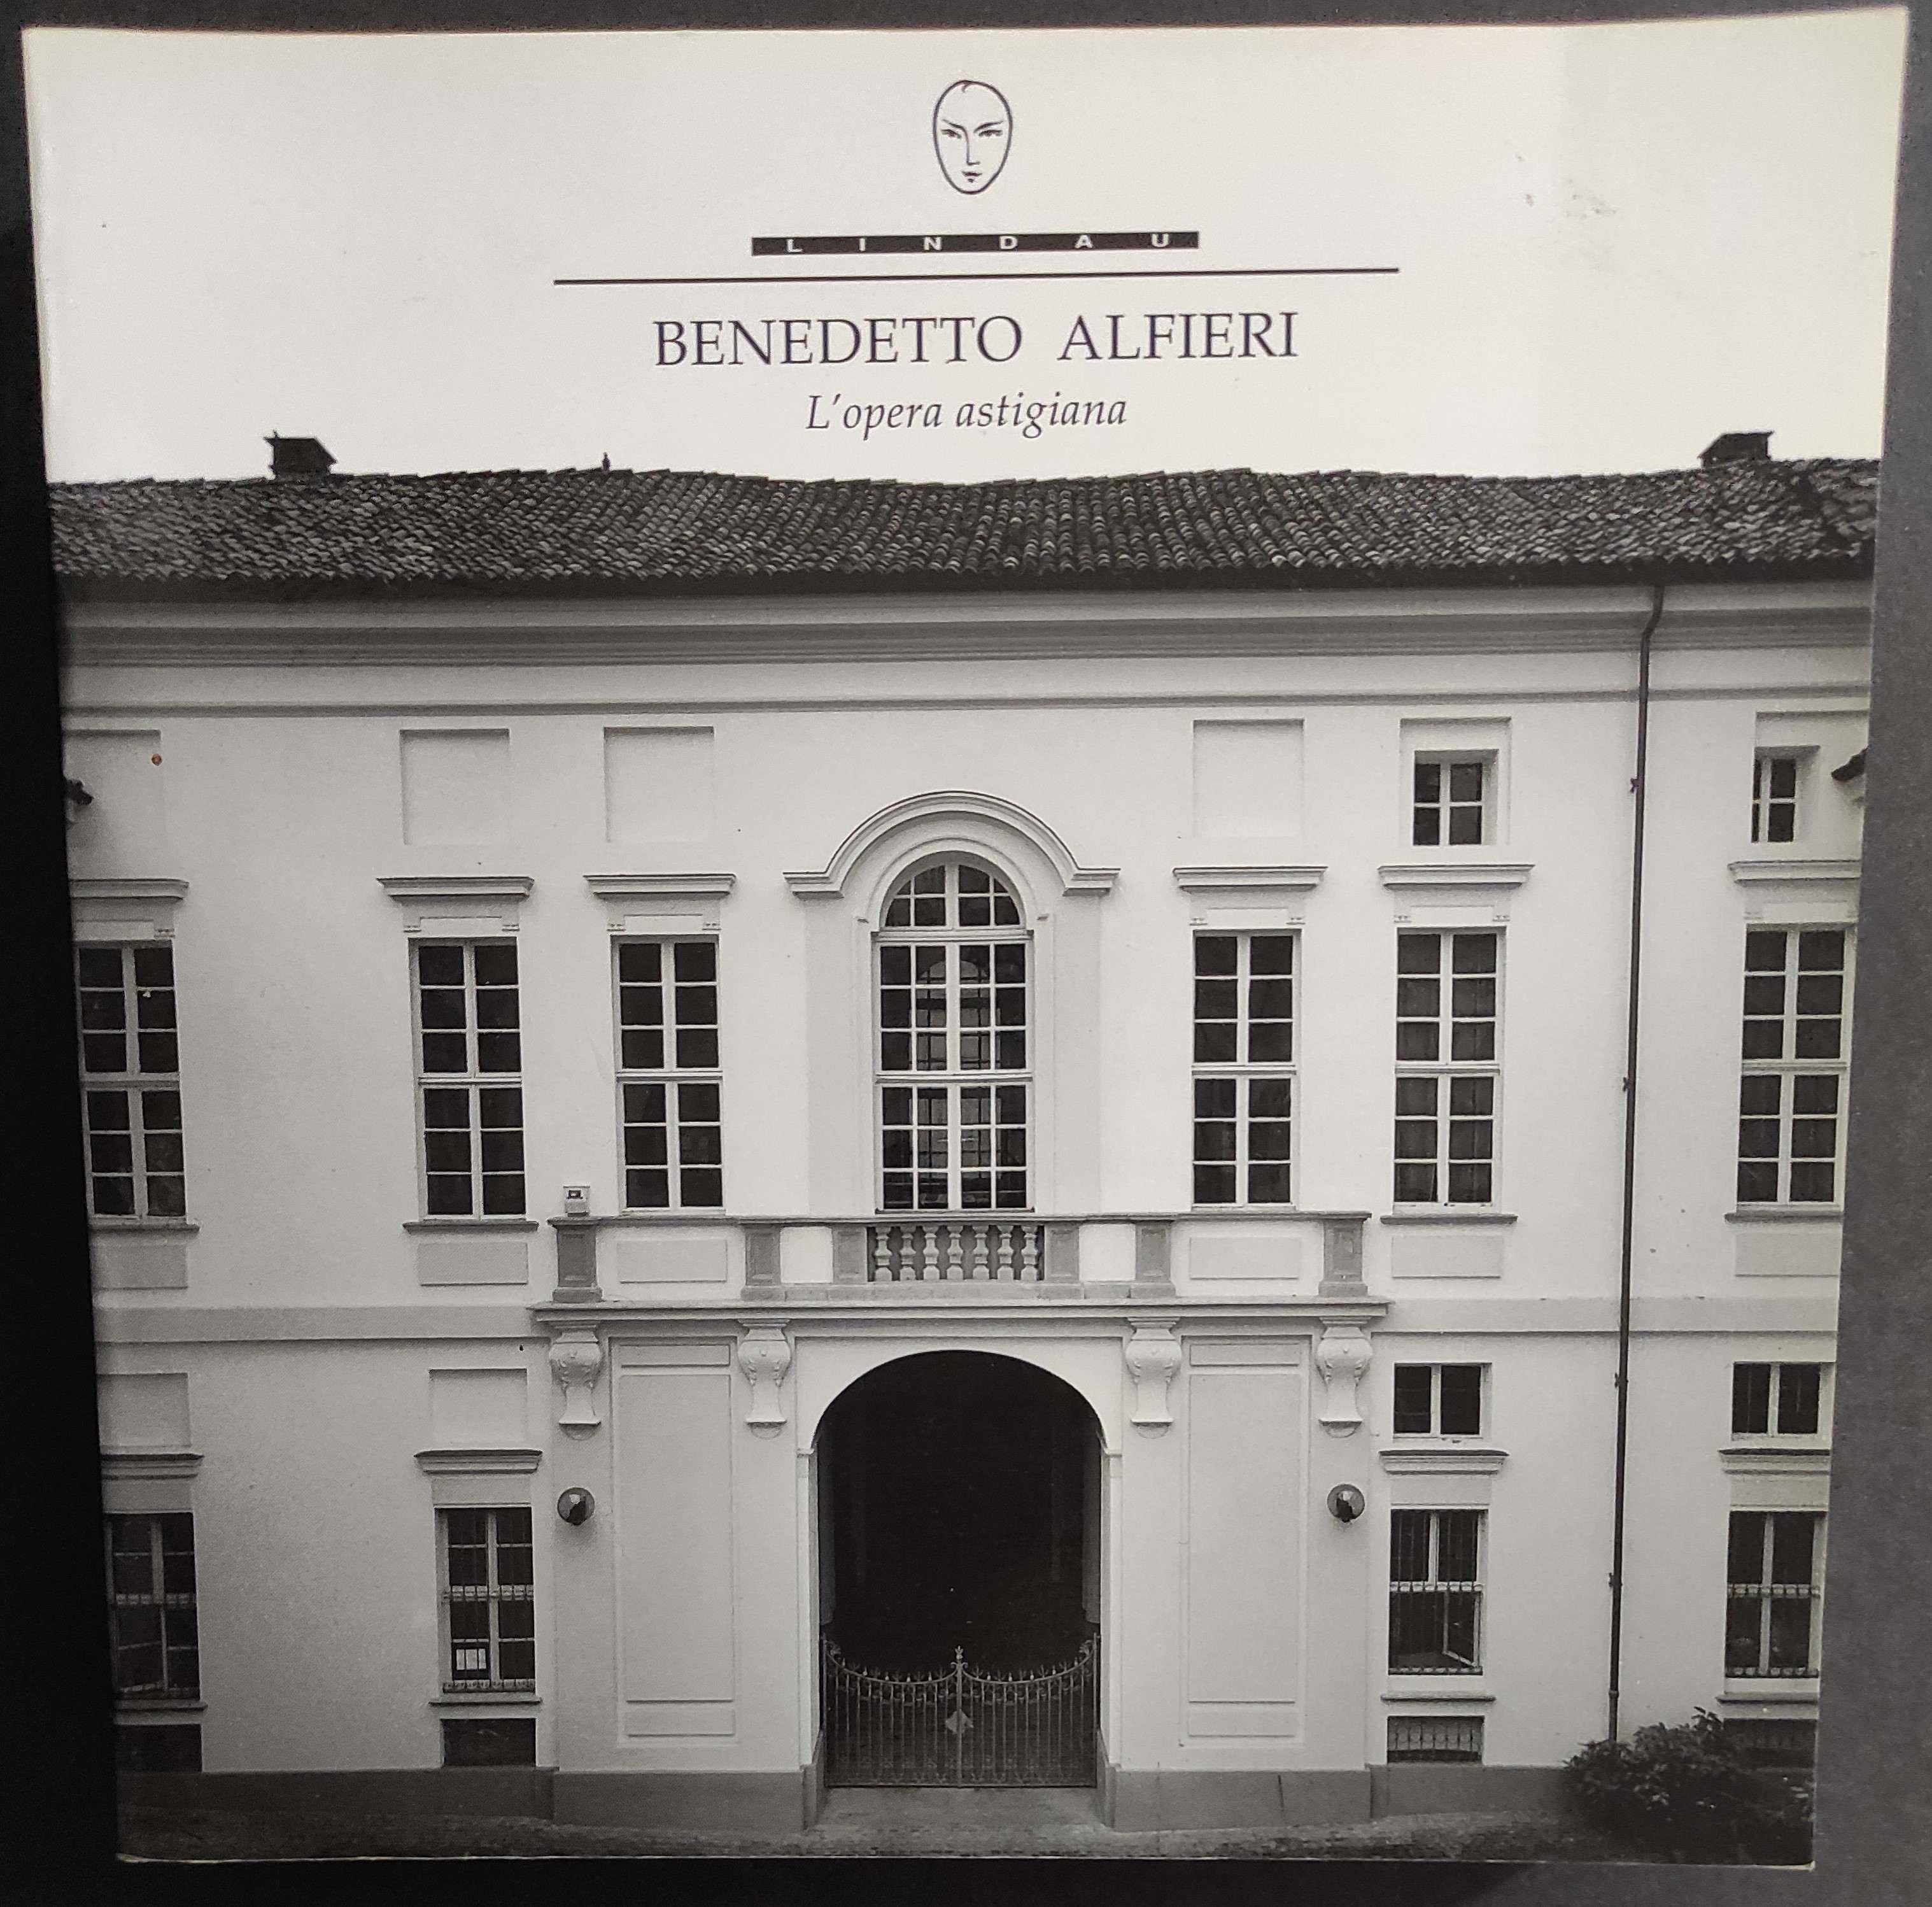 LINDAU
BENEDETTO ALFIERI
L'opera astigiana